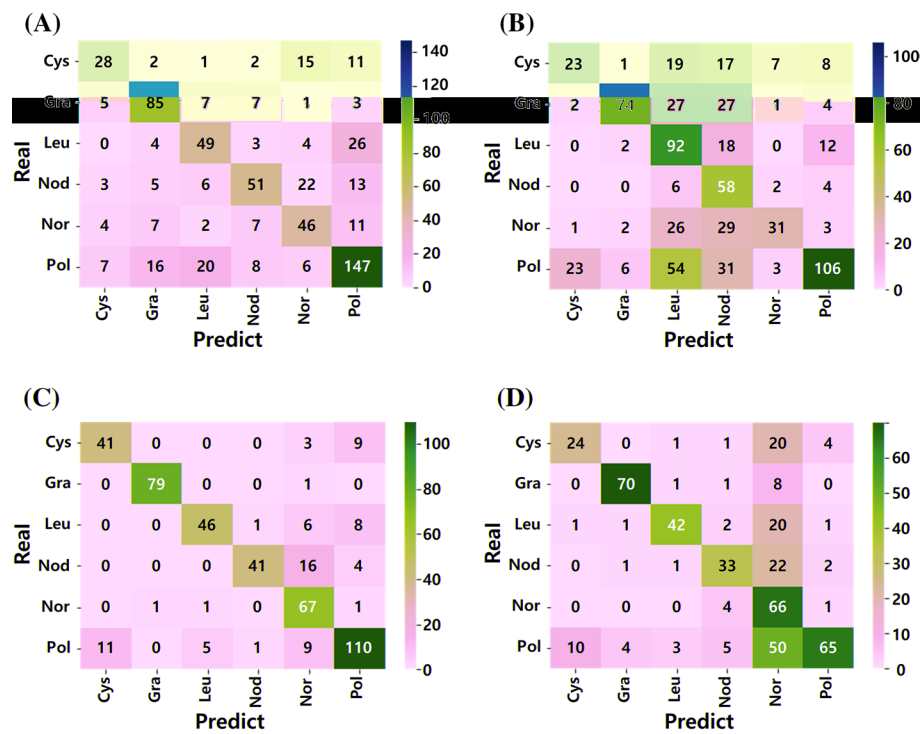 (A)
Real
Cys 28 2 1 2 15 11
Gra 5 85 7 7 1 3
Leu 0 4 49 3 4 26
Nod 3 5 6 51 22 13
Nor 4 7 2 7 46 11
Pol 7 16 20 8 6 147
Cys Gra Leu Nod Nor Pol
Predict
140
120
100
80
60
40
20
0
(B)
Real
Cys 23 1 19 17 7 8
Gra 2 74 27 27 1 4
Leu 0 2 92 18 0 12
Nod 0 0 6 58 2 4
Nor 1 2 26 29 31 3
Pol 23 6 54 31 3 106
Cys Gra Leu Nod Nor Pol
Predict
100
80
60
40
20
0
(C)
Real
Cys 41 0 0 0 3 9
Gra 0 79 0 0 1 0
Leu 0 0 46 1 6 8
Nod 0 0 0 41 16 4
Nor 0 1 1 0 67 1
Pol 11 0 5 1 9 110
Cys Gra Leu Nod Nor Pol
Predict
100
80
60
40
20
0
(D)
Real
Cys 24 0 1 1 20 4
Gra 0 70 1 1 8 0
Leu 1 1 42 2 20 1
Nod 0 1 1 33 22 2
Nor 0 0 0 4 66 1
Pol 10 4 3 5 50 65
Cys Gra Leu Nod Nor Pol
Predict
60
50
40
30
20
10
0